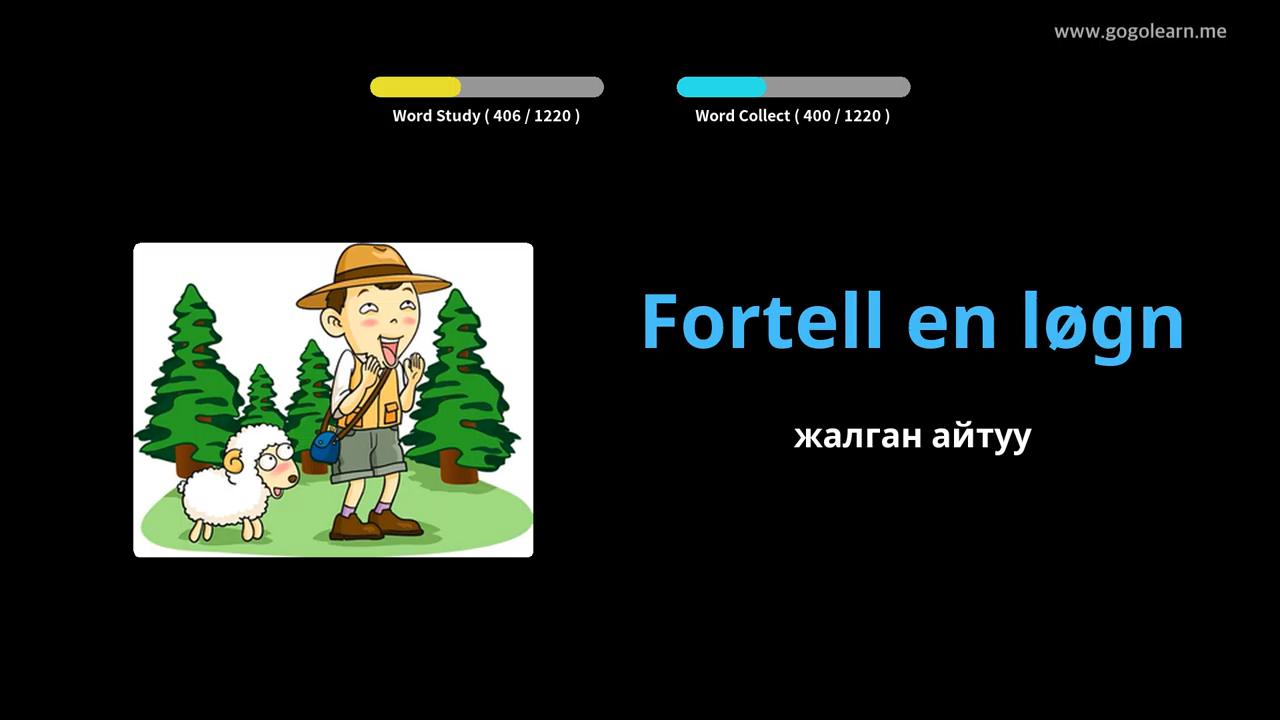 www.gogolearn.me
Word Study ( 406 / 1220 )
Word Collect ( 400 / 1220 )
Fortell en løgn
жалган айтуу